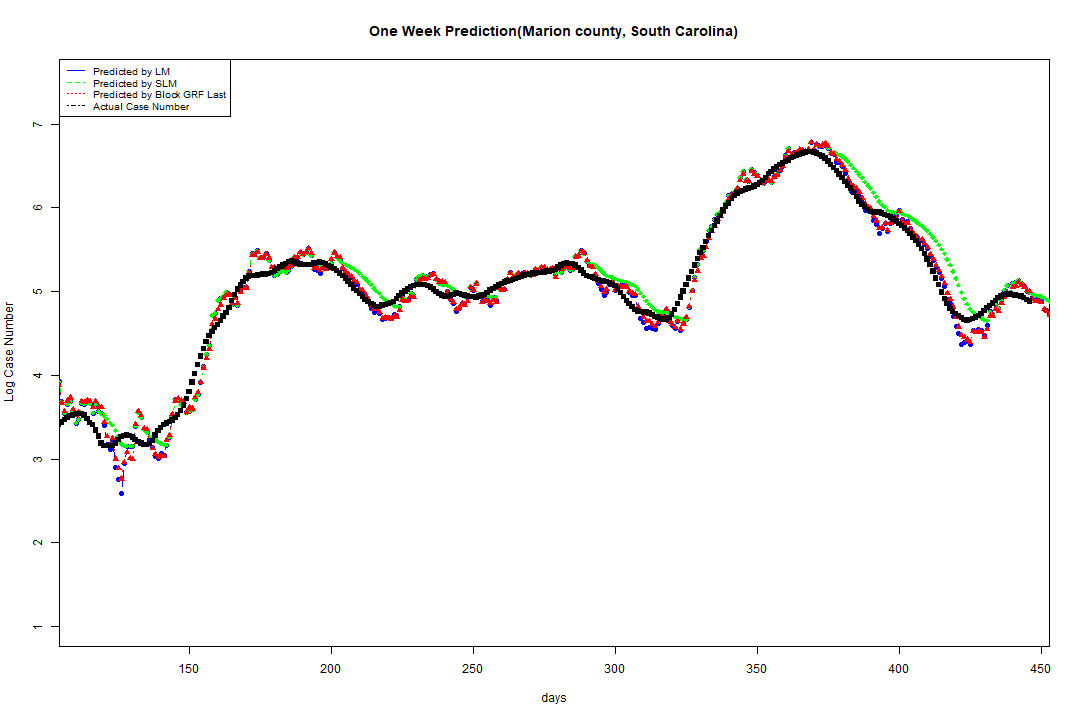 One Week Prediction(Marion county, South Carolina)
Predicted by LM
Predicted by SLM
Predicted by Block GRF Last
Actual Case Number
7
6
5
4
3
2
1
Log Case Number
150 200 250 300 350 400 450
days